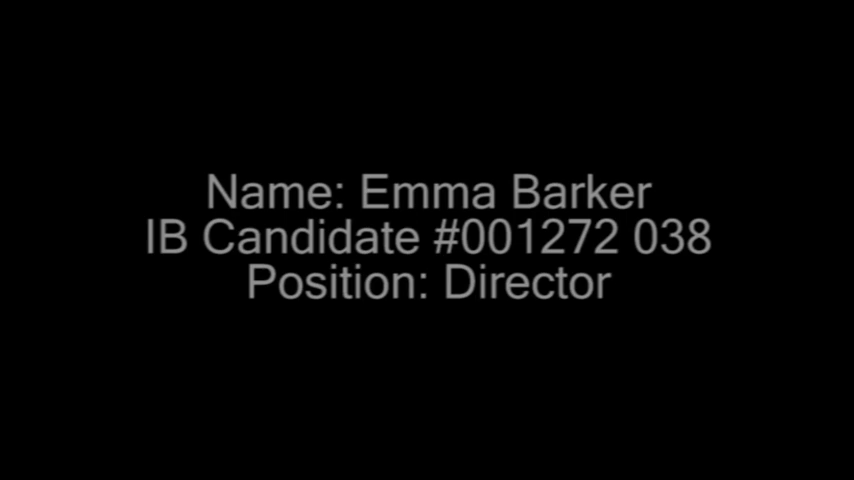 Name: Emma Barker
IB Candidate #001272 038
Position: Director